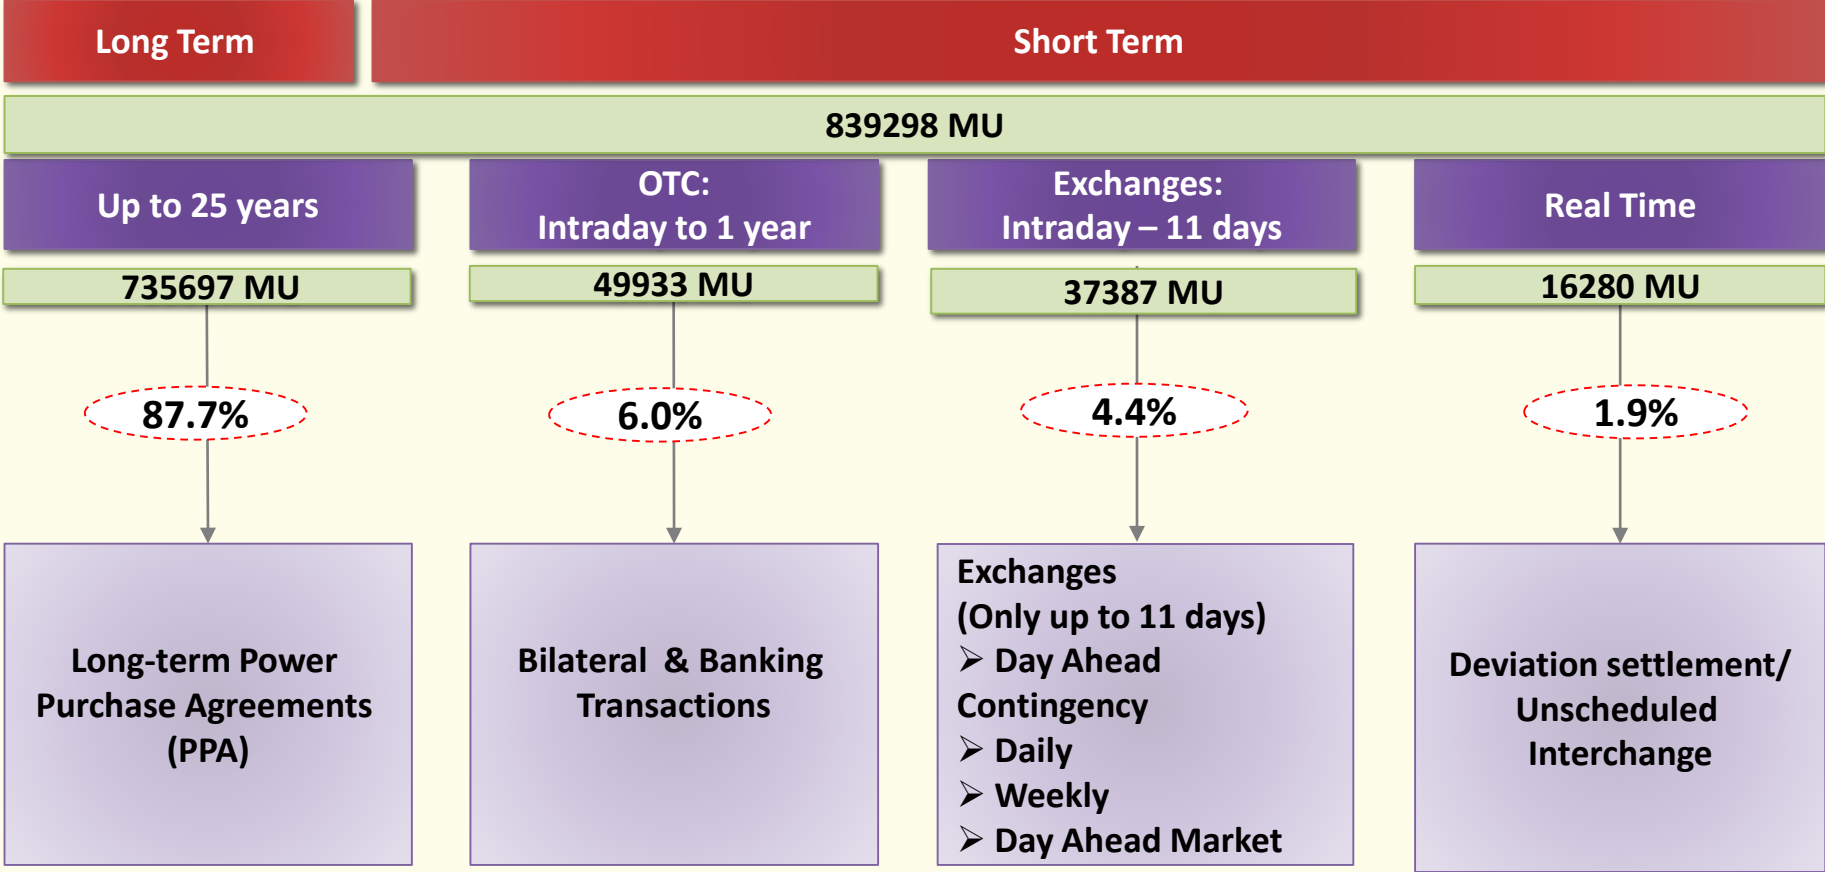 Long Term
Short Term
839298 MU
Up to 25 years
OTC:
Intraday to 1 year
Exchanges:
Intraday – 11 days
Real Time
735697 MU
49933 MU
37387 MU
16280 MU
87.7%
6.0%
4.4%
1.9%
Long-term Power
Purchase Agreements
(PPA)
Bilateral & Banking
Transactions
Exchanges
(Only up to 11 days)
➢ Day Ahead
Contingency
➢ Daily
➢ Weekly
➢ Day Ahead Market
Deviation settlement/
Unscheduled
Interchange